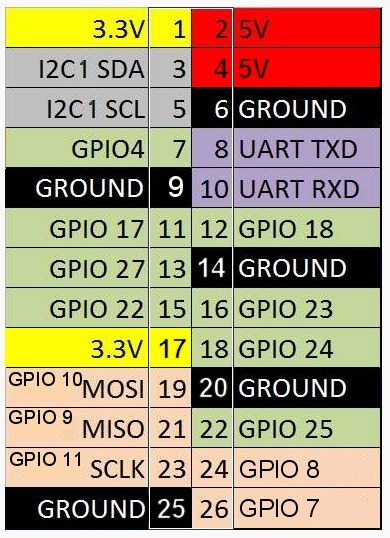 3.3V 1 2 5V
I2C1 SDA 3 4 5V
I2C1 SCL 5 6 GROUND
GPIO4 7 8 UART TXD
GROUND 9 10 UART RXD
GPIO 17 11 12 GPIO 18
GPIO 27 13 14 GROUND
GPIO 22 15 16 GPIO 23
3.3V 17 18 GPIO 24
GPIO 10 MOSI 19 20 GROUND
GPIO 9 MISO 21 22 GPIO 25
GPIO 11 SCLK 23 24 GPIO 8
GROUND 25 26 GPIO 7